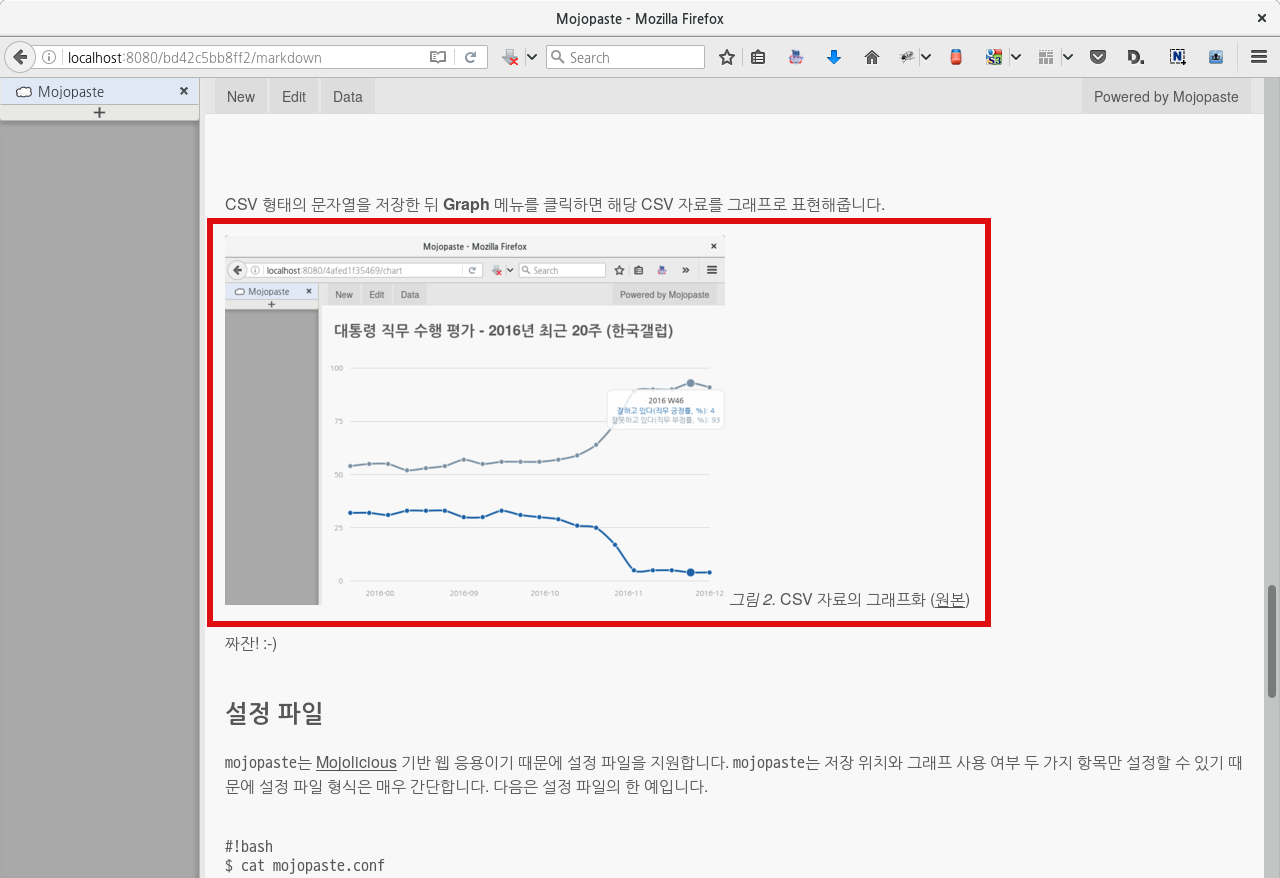 Mojopaste - Mozilla Firefox
localhost:8080/bd42c5bb8ff2/markdown
Search
Mojopaste
New Edit Data Powered by Mojopaste
CSV 형태의 문자열을 저장한 뒤 Graph 메뉴를 클릭하면 해당 CSV 자료를 그래프로 표현해줍니다.
Mojopaste - Mozilla Firefox
localhost:8080/4afed1f35469/chart
Search
Mojopaste
New Edit Data Powered by Mojopaste
대통령 직무 수행 평가 - 2016년 최근 20주 (한국갤럽)
100
2016 W46
잘하고 있다(직무 긍정률, %): 4
75
잘못하고 있다(직무 부정률, %): 93
50
25
0
2016-08 2016-09 2016-10 2016-11 2016-12
그림 2. CSV 자료의 그래프화 (원본)
짜잔! :-)
설정 파일
mojopaste는 Mojolicious 기반 웹 응용이기 때문에 설정 파일을 지원합니다. mojopaste는 저장 위치와 그래프 사용 여부 두 가지 항목만 설정할 수 있기 때
문에 설정 파일 형식은 매우 간단합니다. 다음은 설정 파일의 한 예입니다.
#!bash
$ cat mojopaste.conf